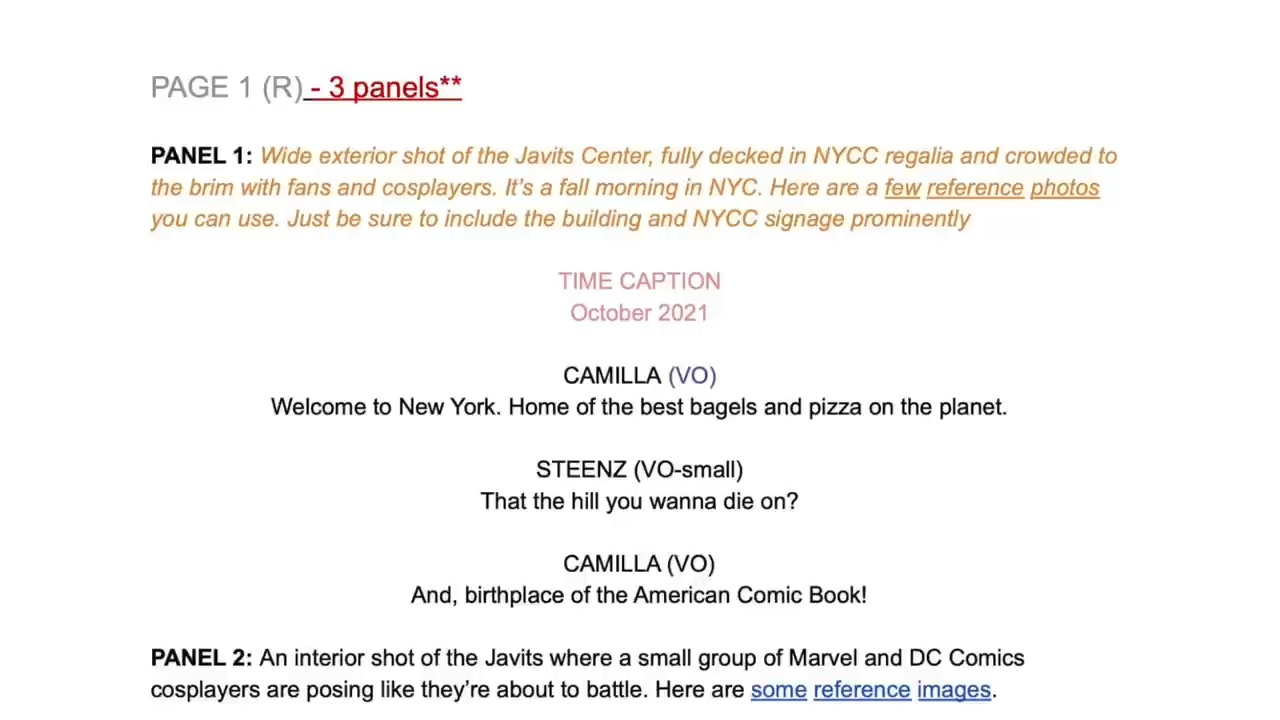 PAGE 1 (R) - 3 panels**
PANEL 1: Wide exterior shot of the Javits Center, fully decked in NYCC regalia and crowded to
the brim with fans and cosplayers. It's a fall morning in NYC. Here are a few reference photos
you can use. Just be sure to include the building and NYCC signage prominently
TIME CAPTION
October 2021
CAMILLA (VO)
Welcome to New York. Home of the best bagels and pizza on the planet.
STEENZ (VO-small)
That the hill you wanna die on?
CAMILLA (VO)
And, birthplace of the American Comic Book!
PANEL 2: An interior shot of the Javits where a small group of Marvel and DC Comics
cosplayers are posing like they're about to battle. Here are some reference images.